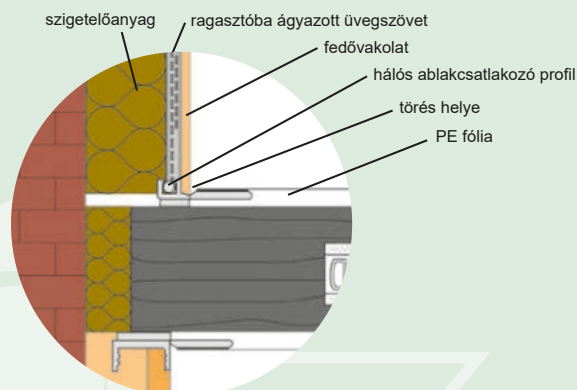 szigetelőanyag
ragasztóba ágyazott üvegszövet
fedővakolat
hálós ablakcsatlakozó profil
törés helye
PE fólia